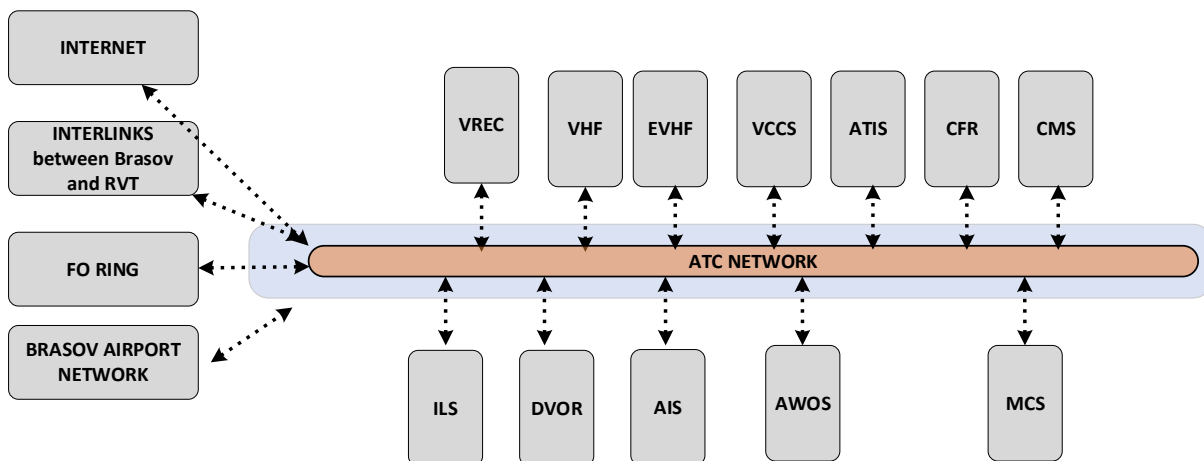 INTERNET
INTERLINKS
between Brasov
and RVT
FO RING
BRASOV AIRPORT
NETWORK
VREC
VHF
EVHF
VCCS
ATIS
CFR
CMS
ATC NETWORK
ILS
DVOR
AIS
AWOS
MCS